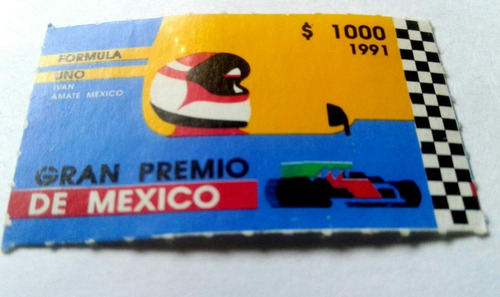 FORMULA
UNO
IVAN
AMATE MEXICO
$ 1000
1991
GRAN PREMIO
DE MEXICO